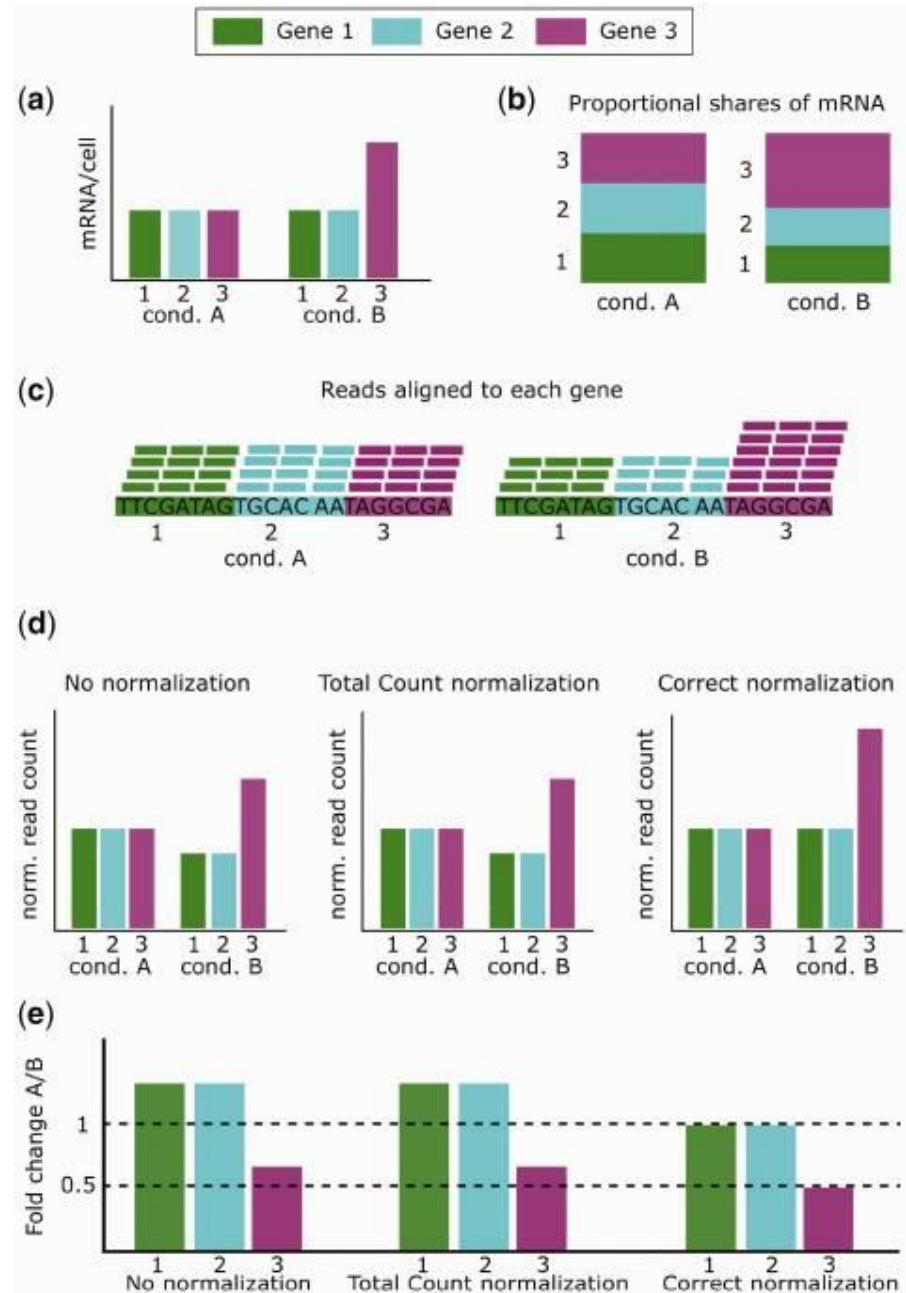 Gene 1 Gene 2 Gene 3
(a)
mRNA/cell
1 2 3 1 2 3
cond. A cond. B
(b)
Proportional shares of mRNA
3
2
1
cond. A
3
2
1
cond. B
(c)
Reads aligned to each gene
TTCGATAGTGCAC AATAGGCGA
1 2 3
cond. A
TTCGATAGTGCAC AATAGGCGA
1 2 3
cond. B
(d)
No normalization
norm. read count
1 2 3 1 2 3
cond. A cond. B
Total Count normalization
norm. read count
1 2 3 1 2 3
cond. A cond. B
Correct normalization
norm. read count
1 2 3 1 2 3
cond. A cond. B
(e)
Fold change A/B
1
0.5
1 2 3 1 2 3 1 2 3
No normalization Total Count normalization Correct normalization